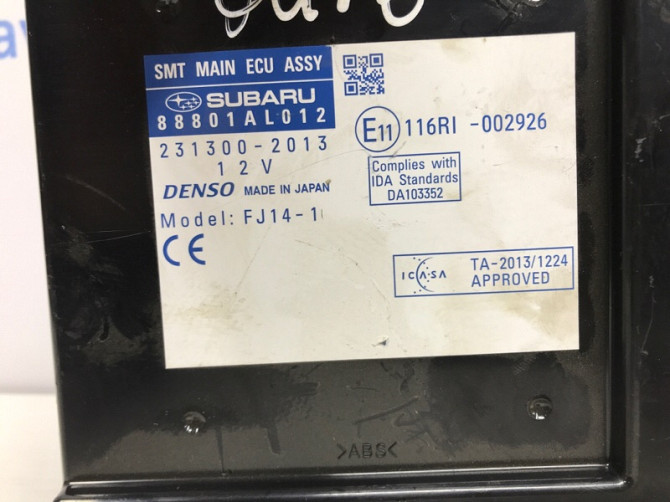 SMT MAIN ECU ASSY
SUBARU
88801AL012
231300-2013
12V
DENSO MADE IN JAPAN
Model: FJ14-1
CE
E11 116RI -002926
Complies with
IDA Standards
DA103352
ICASA
TA-2013/1224
APPROVED
>ABS<